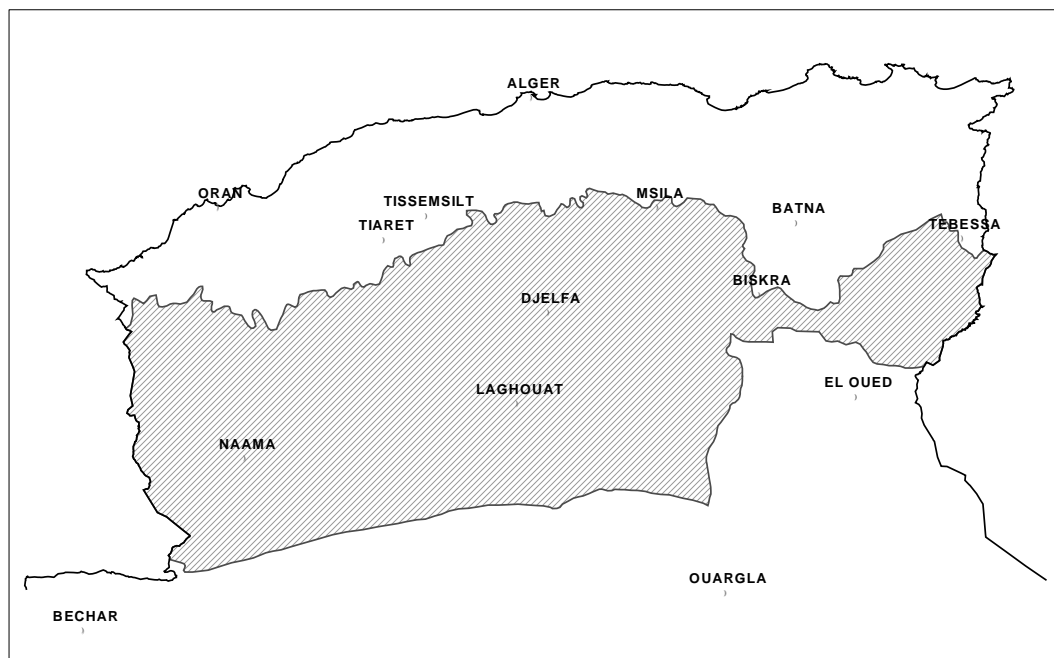 ALGER
ORAN
TISSEMSILT
MSILA
BATNA
TIARET
TEBESSA
BISKRA
DJELFA
LAGHOUAT
EL OUED
NAAMA
OUARGLA
BECHAR